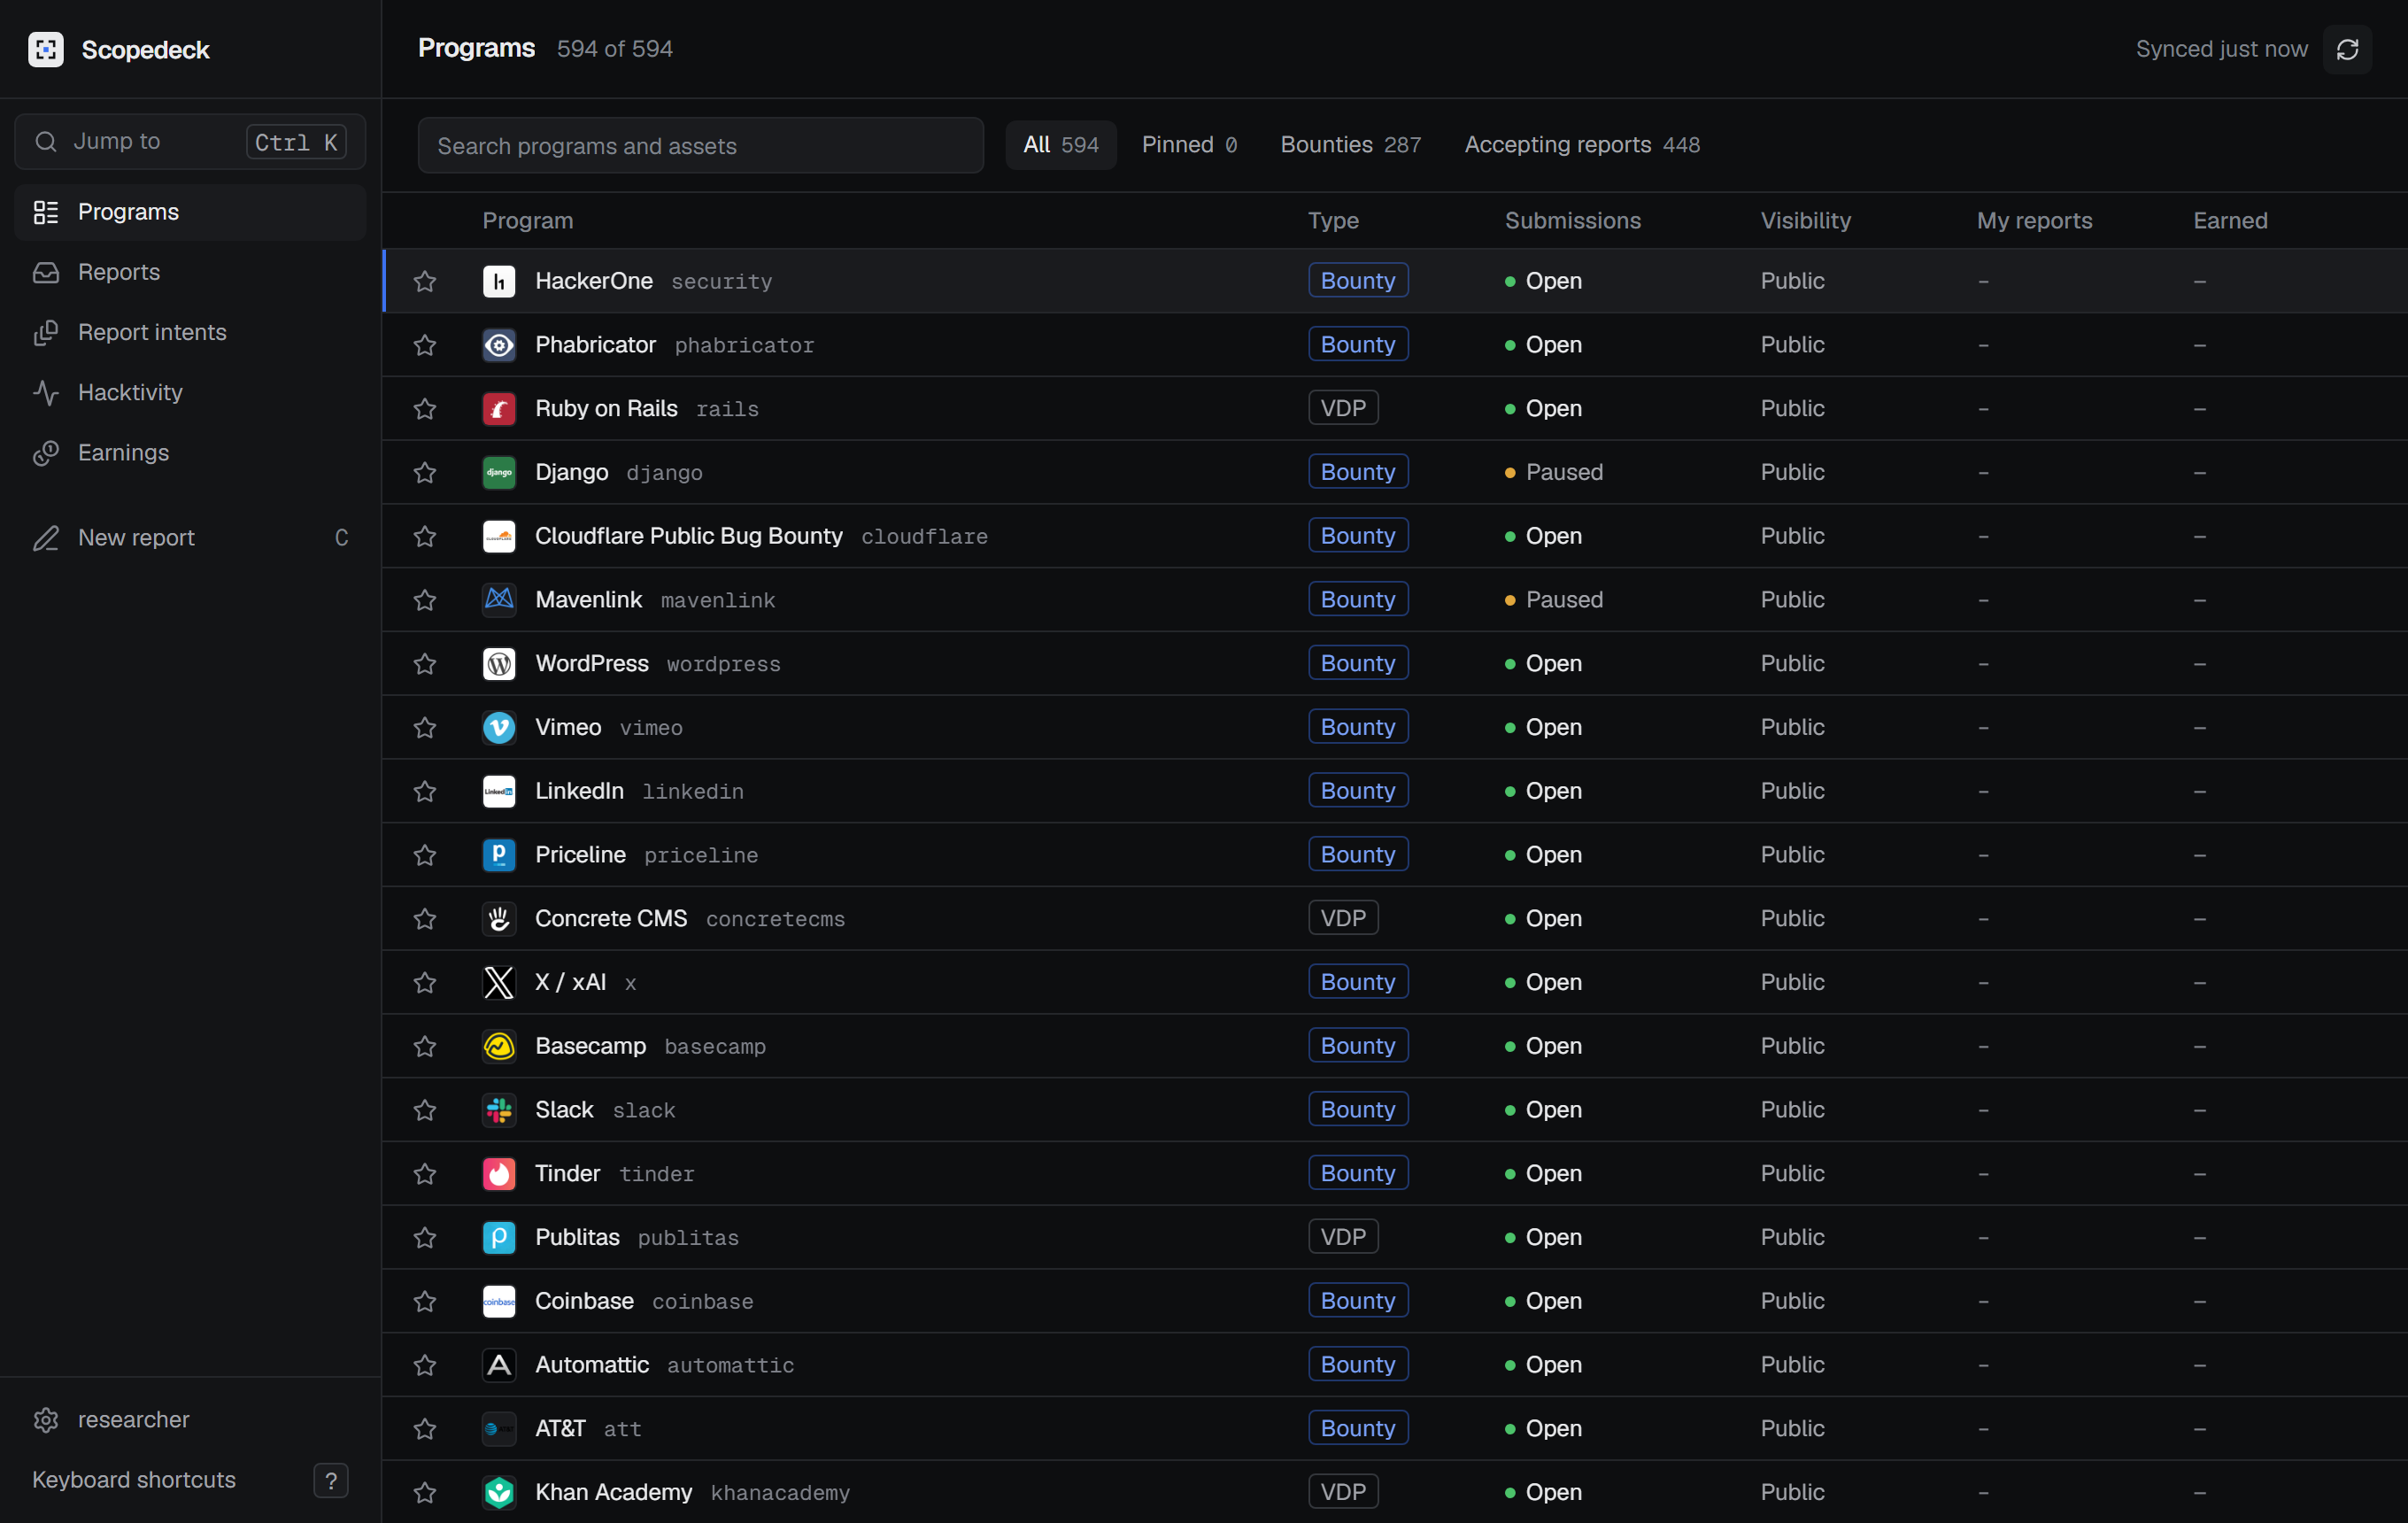 Scopedeck
Programs 594 of 594
Synced just now
Jump to Ctrl K
Programs
Reports
Report intents
Hacktivity
Earnings
New report C
researcher
Keyboard shortcuts ?
Search programs and assets
All 594 Pinned 0 Bounties 287 Accepting reports 448
Program Type Submissions Visibility My reports Earned
HackerOne security Bounty Open Public – –
Phabricator phabricator Bounty Open Public – –
Ruby on Rails rails VDP Open Public – –
django Django django Bounty Paused Public – –
Cloudflare Public Bug Bounty cloudflare Bounty Open Public – –
Mavenlink mavenlink Bounty Paused Public – –
WordPress wordpress Bounty Open Public – –
Vimeo vimeo Bounty Open Public – –
Linked in LinkedIn linkedin Bounty Open Public – –
Priceline priceline Bounty Open Public – –
Concrete CMS concretecms VDP Open Public – –
X / xAI x Bounty Open Public – –
Basecamp basecamp Bounty Open Public – –
Slack slack Bounty Open Public – –
Tinder tinder Bounty Open Public – –
Publitas publitas VDP Open Public – –
coinbase Coinbase coinbase Bounty Open Public – –
Automattic automattic Bounty Open Public – –
AT&T att Bounty Open Public – –
Khan Academy khanacademy VDP Open Public – –